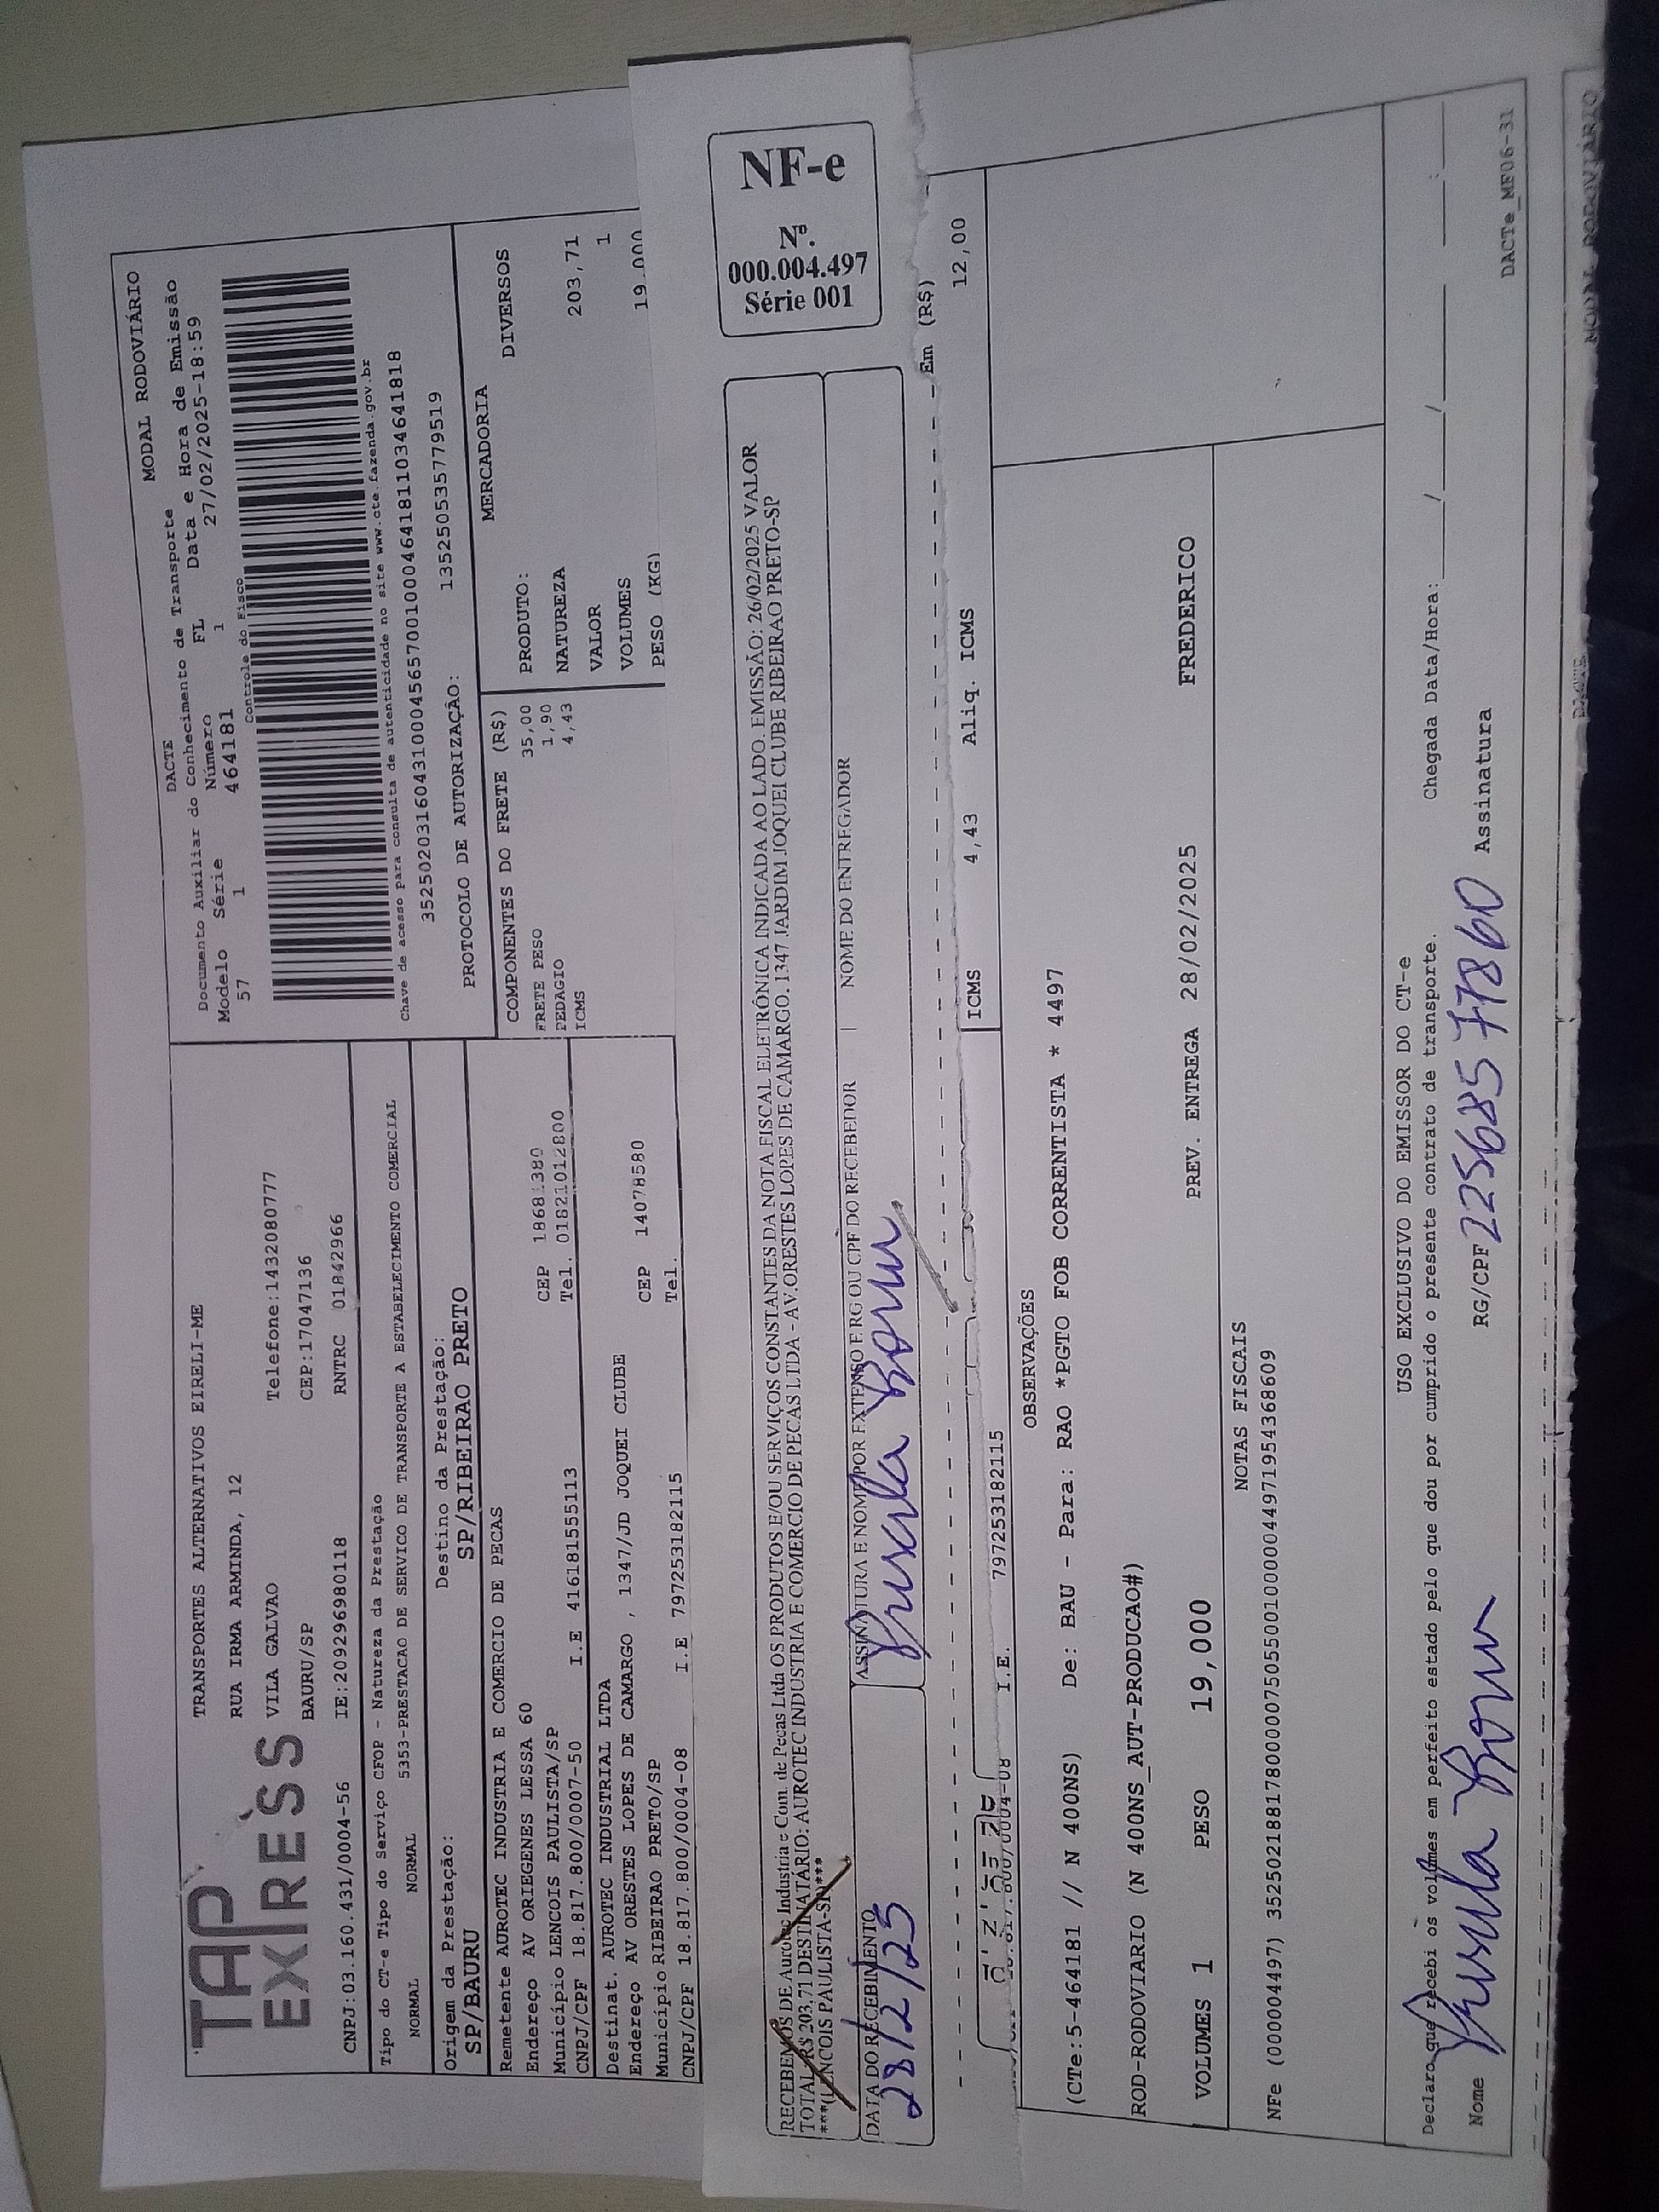 TAP
EXPRESS
TRANSPORTES ALTERNATIVOS EIRELI-ME
RUA IRMA ARMINDA, 12
VILA GALVAO Telefone:1432080777
BAURU/SP CEP:17047136
CNPJ:03.160.431/0004-56 IE:209296980118 RNTRC 01842966
Tipo do CT-e Tipo do Serviço CFOP - Natureza da Prestação
NORMAL NORMAL 5353-PRESTACAO DE SERVICO DE TRANSPORTE A ESTABELECIMENTO COMERCIAL
Origem da Prestação: Destino da Prestação:
SP/BAURU SP/RIBEIRAO PRETO
Remetente AUROTEC INDUSTRIA E COMERCIO DE PECAS
Endereço AV ORIEGENES LESSA 60 CEP 18681380
Município LENCOIS PAULISTA/SP Tel. 01821012800
CNPJ/CPF 18.817.800/0007-50 I.E 416181555113
Destinat. AUROTEC INDUSTRIAL LTDA
Endereço AV ORESTES LOPES DE CAMARGO , 1347/JD JOQUEI CLUBE
Município RIBEIRAO PRETO/SP CEP 14078580
CNPJ/CPF 18.817.800/0004-08 I.E 797253182115 Tel.
DACTE MODAL RODOVIÁRIO
Documento Auxiliar do Conhecimento de Transporte
Modelo Série Número FL Data e Hora de Emissão
57 1 464181 1 27/02/2025-18:59
Controle do Fisco
Chave de acesso para consulta de autenticidade no site www.cte.fazenda.gov.br
35250203160431000456570010004641811034641818
PROTOCOLO DE AUTORIZAÇÃO: 135250535779519
COMPONENTES DO FRETE (R$)
FRETE PESO 35,00
PEDAGIO 1,90
ICMS 4,43
MERCADORIA
PRODUTO: DIVERSOS
NATUREZA
VALOR 203,71
VOLUMES 1
PESO (KG) 19.000
RECEBEMOS DE Aurotec Industria e Com. de Pecas Ltda OS PRODUTOS E/OU SERVIÇOS CONSTANTES DA NOTA FISCAL ELETRÔNICA INDICADA AO LADO. EMISSÃO: 26/02/2025 VALOR
TOTAL: R$ 203,71 DESTINATÁRIO: AUROTEC INDUSTRIA E COMERCIO DE PECAS LTDA - AV.ORESTES LOPES DE CAMARGO. 1347 JARDIM JOQUEI CLUBE RIBEIRAO PRETO-SP
***(LENCOIS PAULISTA-SP)***
DATA DO RECEBIMENTO ASSINATURA E NOME POR EXTENSO E RG OU CPF DO RECEBEDOR NOME DO ENTREGADOR
28/2/25
NF-e
Nº.
000.004.497
Série 001
Em (R$)
18.817.800/0004-08 I.E. 797253182115 ICMS 4,43 Aliq. ICMS 12,00
OBSERVAÇÕES
(CTe:5-464181 // N 400NS) De: BAU - Para: RAO *PGTO FOB CORRENTISTA * 4497
ROD-RODOVIARIO (N 400NS_AUT-PRODUCAO#)
VOLUMES 1 PESO 19,000 PREV. ENTREGA 28/02/2025 FREDERICO
NOTAS FISCAIS
NFe (000004497) 35250218817800000750550010000044971954368609
USO EXCLUSIVO DO EMISSOR DO CT-e
Declaro que recebi os volumes em perfeito estado pelo que dou por cumprido o presente contrato de transporte. Chegada Data/Hora: / / :
Nome RG/CPF 22568577860 Assinatura
DACTe_MF06-31
DACTE MODAL RODOVIÁRIO